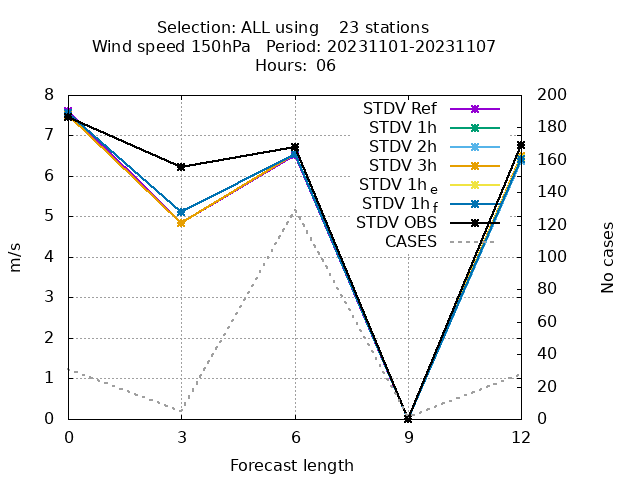 Selection: ALL using    23 stations
Wind speed 150hPa   Period: 20231101-20231107
Hours:  06
8
7
6
5
4
3
2
1
0
200
180
160
140
120
100
80
60
40
20
0
STDV Ref
STDV 1h
STDV 2h
STDV 3h
STDV 1h e
STDV 1h f
STDV OBS
CASES
m/s
No cases
0 3 6 9 12
Forecast length